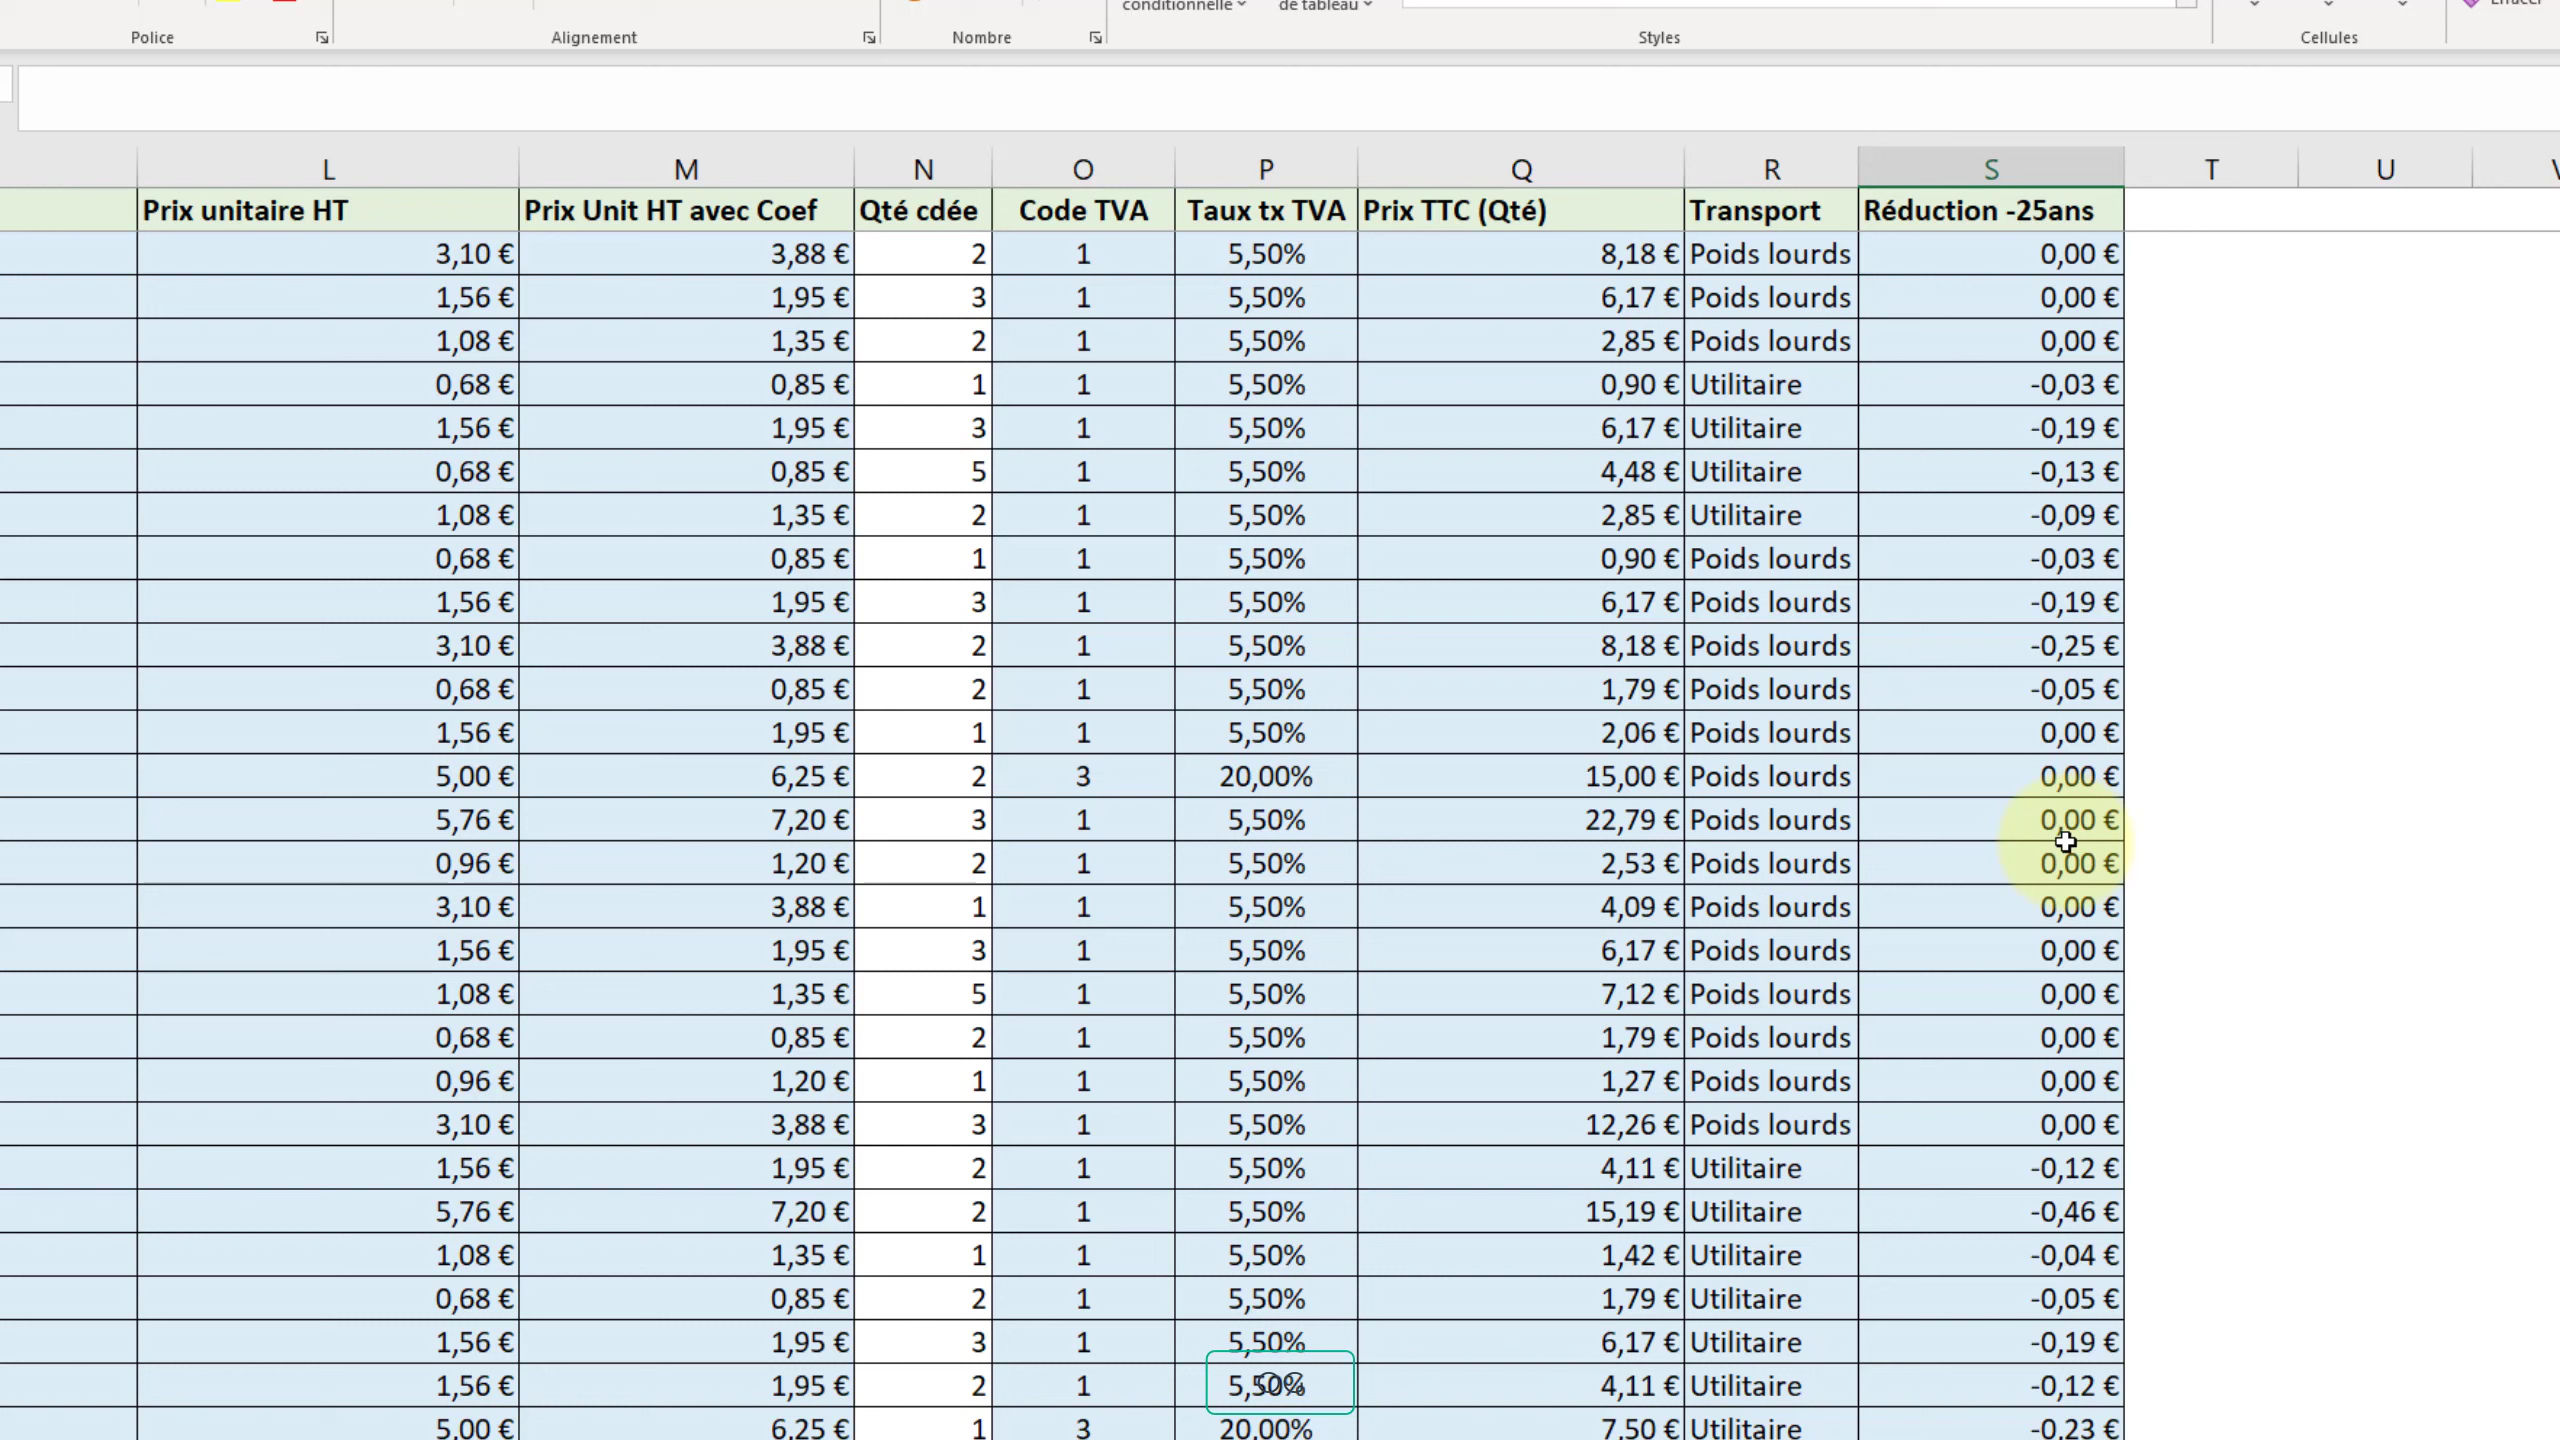 conditionnelle de tableau
Police Alignement Nombre Styles Cellules
L M N O P Q R S T U
Prix unitaire HT Prix Unit HT avec Coef Qté cdée Code TVA Taux tx TVA Prix TTC (Qté) Transport Réduction -25ans
3,10 € 3,88 € 2 1 5,50% 8,18 € Poids lourds 0,00 €
1,56 € 1,95 € 3 1 5,50% 6,17 € Poids lourds 0,00 €
1,08 € 1,35 € 2 1 5,50% 2,85 € Poids lourds 0,00 €
0,68 € 0,85 € 1 1 5,50% 0,90 € Utilitaire -0,03 €
1,56 € 1,95 € 3 1 5,50% 6,17 € Utilitaire -0,19 €
0,68 € 0,85 € 5 1 5,50% 4,48 € Utilitaire -0,13 €
1,08 € 1,35 € 2 1 5,50% 2,85 € Utilitaire -0,09 €
0,68 € 0,85 € 1 1 5,50% 0,90 € Poids lourds -0,03 €
1,56 € 1,95 € 3 1 5,50% 6,17 € Poids lourds -0,19 €
3,10 € 3,88 € 2 1 5,50% 8,18 € Poids lourds -0,25 €
0,68 € 0,85 € 2 1 5,50% 1,79 € Poids lourds -0,05 €
1,56 € 1,95 € 1 1 5,50% 2,06 € Poids lourds 0,00 €
5,00 € 6,25 € 2 3 20,00% 15,00 € Poids lourds 0,00 €
5,76 € 7,20 € 3 1 5,50% 22,79 € Poids lourds 0,00 €
0,96 € 1,20 € 2 1 5,50% 2,53 € Poids lourds 0,00 €
3,10 € 3,88 € 1 1 5,50% 4,09 € Poids lourds 0,00 €
1,56 € 1,95 € 3 1 5,50% 6,17 € Poids lourds 0,00 €
1,08 € 1,35 € 5 1 5,50% 7,12 € Poids lourds 0,00 €
0,68 € 0,85 € 2 1 5,50% 1,79 € Poids lourds 0,00 €
0,96 € 1,20 € 1 1 5,50% 1,27 € Poids lourds 0,00 €
3,10 € 3,88 € 3 1 5,50% 12,26 € Poids lourds 0,00 €
1,56 € 1,95 € 2 1 5,50% 4,11 € Utilitaire -0,12 €
5,76 € 7,20 € 2 1 5,50% 15,19 € Utilitaire -0,46 €
1,08 € 1,35 € 1 1 5,50% 1,42 € Utilitaire -0,04 €
0,68 € 0,85 € 2 1 5,50% 1,79 € Utilitaire -0,05 €
1,56 € 1,95 € 3 1 5,50% 6,17 € Utilitaire -0,19 €
1,56 € 1,95 € 2 1 5,50% 4,11 € Utilitaire -0,12 €
5,00 € 6,25 € 1 3 20,00% 7,50 € Utilitaire -0,23 €